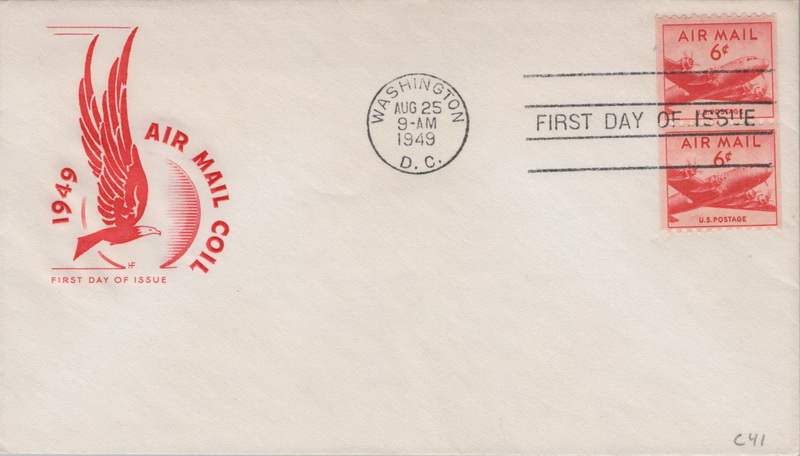 1949 AIR MAIL COIL
HF
FIRST DAY OF ISSUE
WASHINGTON
AUG 25
9-AM
1949
D. C.
FIRST DAY OF ISSUE
AIR MAIL
6¢
U.S. POSTAGE
AIR MAIL
6¢
U.S. POSTAGE
C41